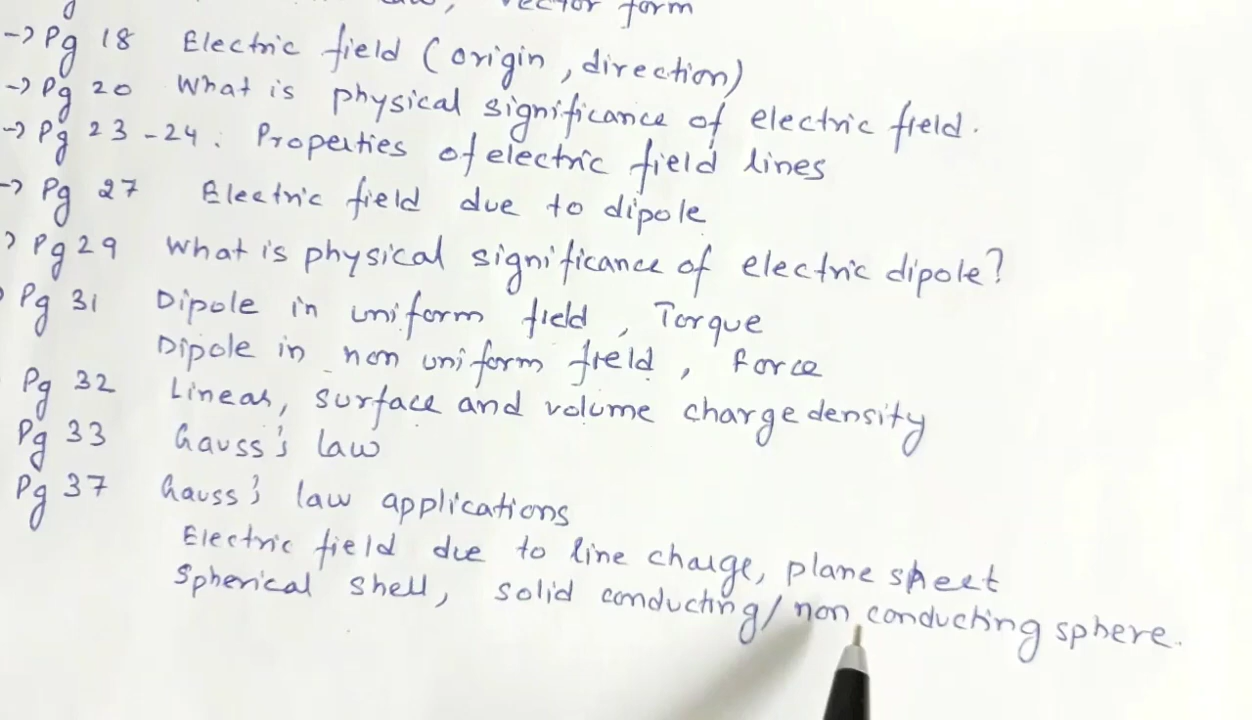 law, vector form
-> Pg 18 Electric field (origin, direction)
-> Pg 20 What is physical significance of electric field.
-> Pg 23-24: Properties of electric field lines
-> Pg 27 Electric field due to dipole
> Pg 29 What is physical significance of electric dipole?
Pg 31 Dipole in uniform field, Torque
Dipole in non uniform field, force
Pg 32 Linear, surface and volume charge density
Pg 33 Gauss's law
Pg 37 Gauss's law applications
Electric field due to line charge, plane sheet
Spherical shell, solid conducting/non conducting sphere.